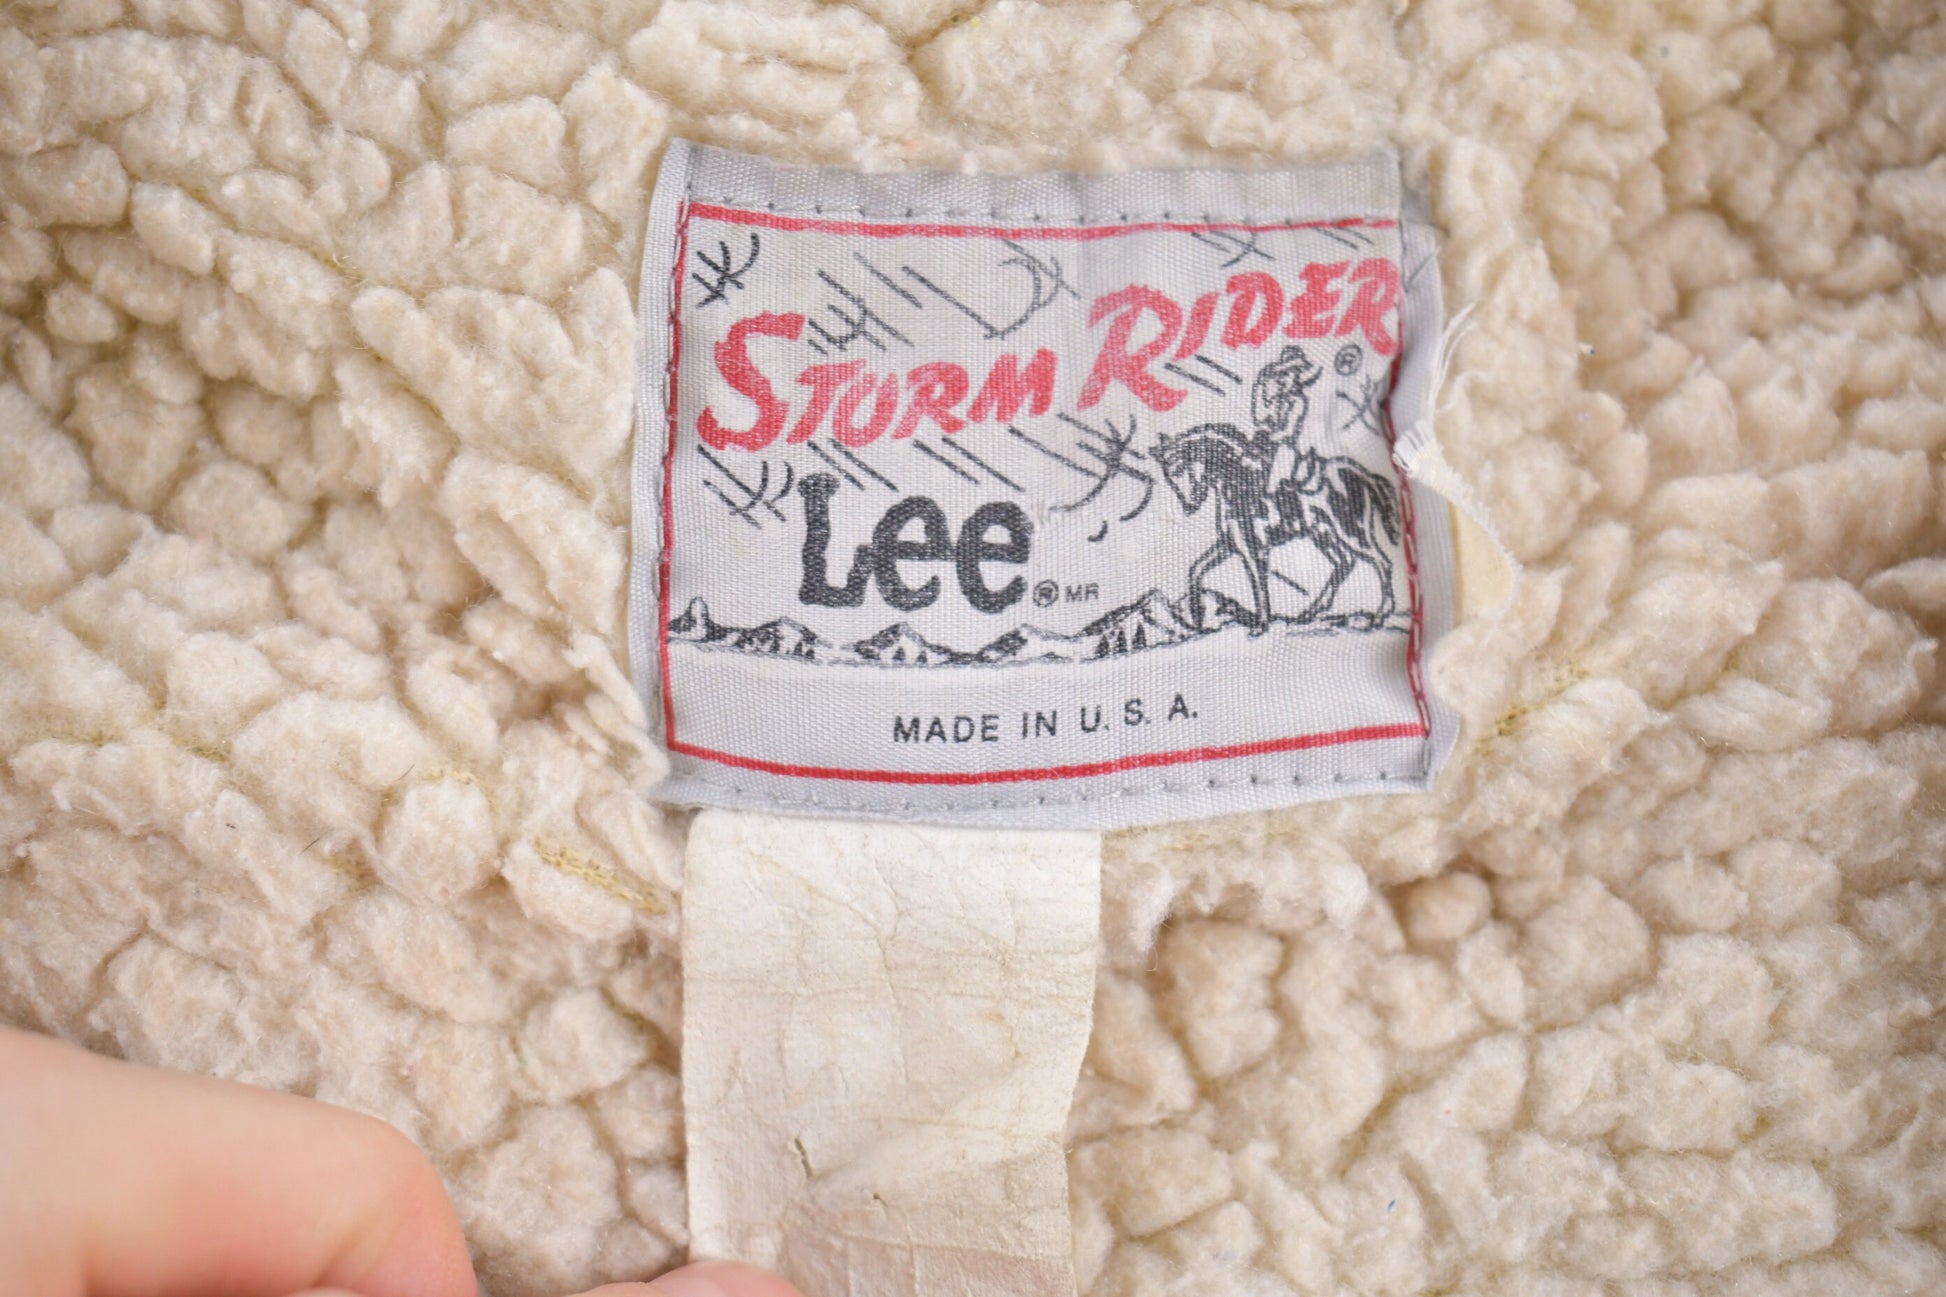 STORM RIDER ®
Lee ® MR
MADE IN U. S. A.